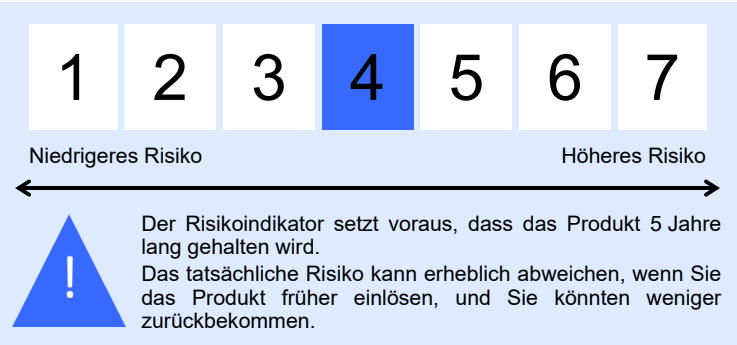 1 2 3 4 5 6 7
Niedrigeres Risiko Höheres Risiko
!
Der Risikoindikator setzt voraus, dass das Produkt 5 Jahre
lang gehalten wird.
Das tatsächliche Risiko kann erheblich abweichen, wenn Sie
das Produkt früher einlösen, und Sie könnten weniger
zurückbekommen.